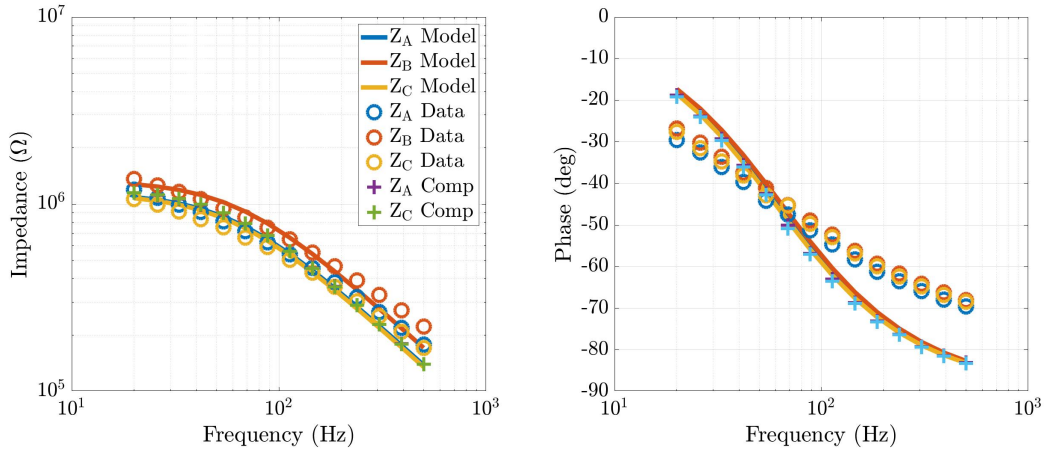 10^7
10^6
10^5
Impedance (Ω)
10^1
10^2
10^3
Frequency (Hz)
Z_A Model
Z_B Model
Z_C Model
Z_A Data
Z_B Data
Z_C Data
Z_A Comp
Z_C Comp
0
-10
-20
-30
-40
-50
-60
-70
-80
-90
Phase (deg)
10^1
10^2
10^3
Frequency (Hz)